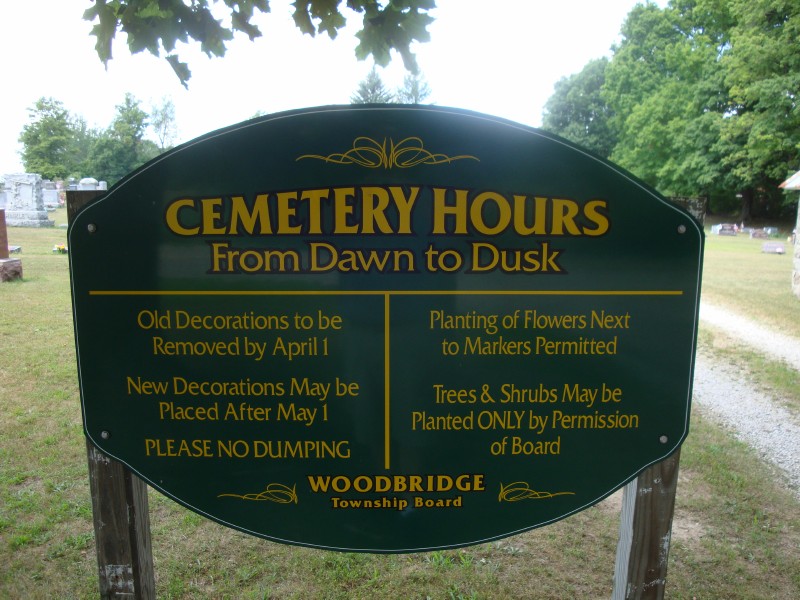 CEMETERY HOURS
From Dawn to Dusk
Old Decorations to be
Removed by April 1
New Decorations May be
Placed After May 1
PLEASE NO DUMPING
Planting of Flowers Next
to Markers Permitted
Trees & Shrubs May be
Planted ONLY by Permission
of Board
WOODBRIDGE
Township Board